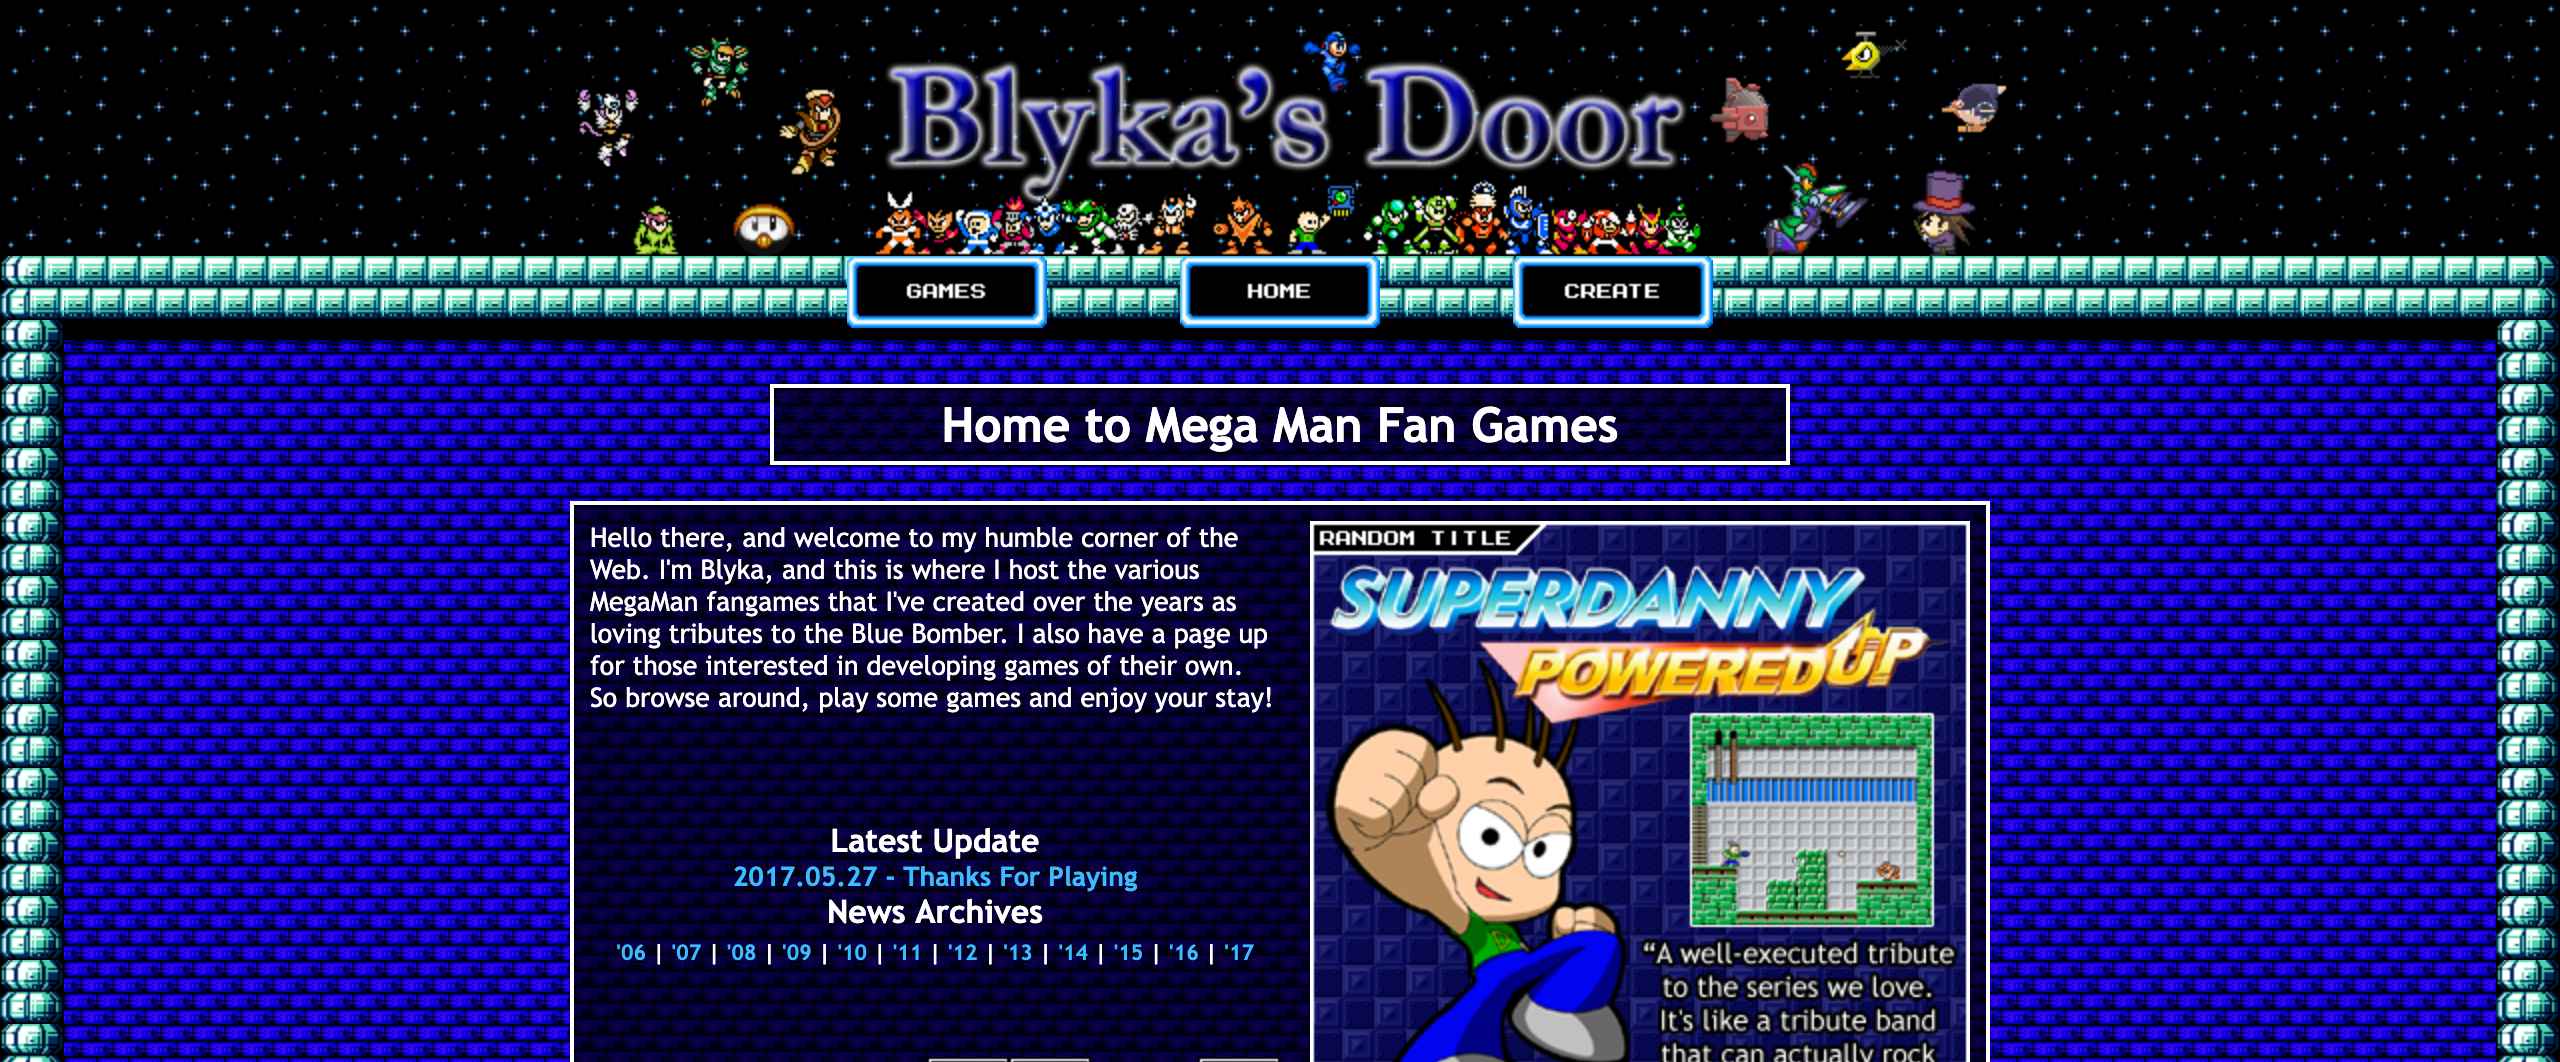 Blyka's Door
GAMES
HOME
CREATE
Home to Mega Man Fan Games
Hello there, and welcome to my humble corner of the
Web. I'm Blyka, and this is where I host the various
MegaMan fangames that I've created over the years as
loving tributes to the Blue Bomber. I also have a page up
for those interested in developing games of their own.
So browse around, play some games and enjoy your stay!
Latest Update
2017.05.27 - Thanks For Playing
News Archives
'06 | '07 | '08 | '09 | '10 | '11 | '12 | '13 | '14 | '15 | '16 | '17
RANDOM TITLE
SUPERDANNY
POWERED UP
“A well-executed tribute
to the series we love.
It's like a tribute band
that can actually rock